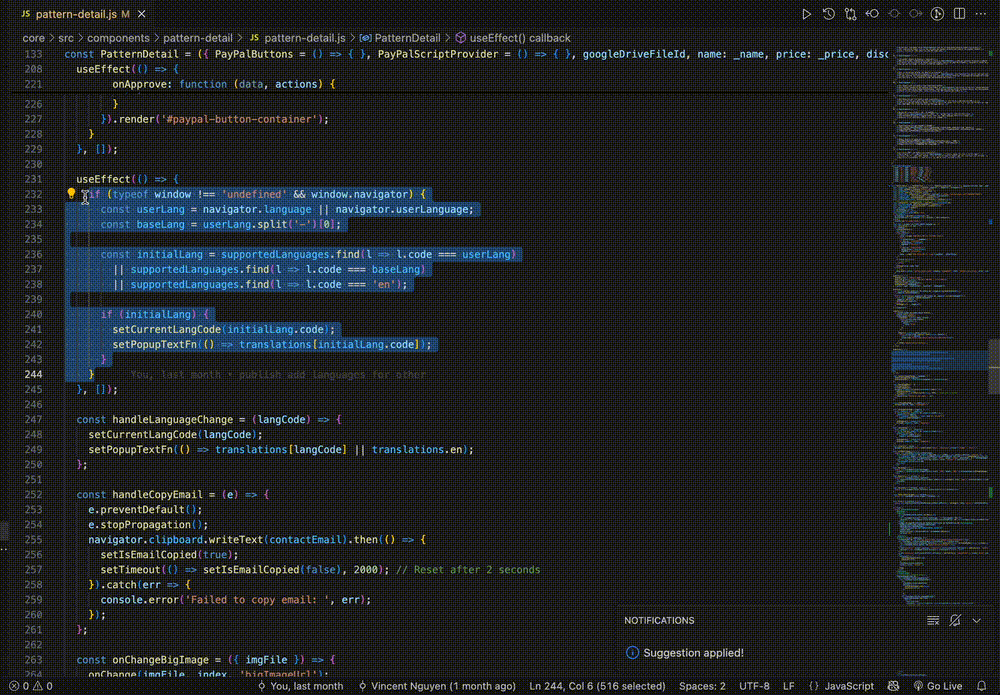 JS pattern-detail.js M ×
core > src > components > pattern-detail > JS pattern-detail.js > PatternDetail > useEffect() callback
133 const PatternDetail = ({ PayPalButtons = () => { }, PayPalScriptProvider = () => { }, googleDriveFileId, name: _name, price: _price, disc
208 useEffect(() => {
221 onApprove: function (data, actions) {
226 }
227 }).render('#paypal-button-container');
228 }
229 }, []);
230
231 useEffect(() => {
232 if (typeof window !== 'undefined' && window.navigator) {
233 const userLang = navigator.language || navigator.userLanguage;
234 const baseLang = userLang.split('-')[0];
235
236 const initialLang = supportedLanguages.find(l => l.code === userLang)
237 || supportedLanguages.find(l => l.code === baseLang)
238 || supportedLanguages.find(l => l.code === 'en');
239
240 if (initialLang) {
241 setCurrentLangCode(initialLang.code);
242 setPopupTextFn(() => translations[initialLang.code]);
243 }
244 } You, last month • publish add languages for other
245 }, []);
246
247 const handleLanguageChange = (langCode) => {
248 setCurrentLangCode(langCode);
249 setPopupTextFn(() => translations[langCode] || translations.en);
250 };
251
252 const handleCopyEmail = (e) => {
253 e.preventDefault();
254 e.stopPropagation();
255 navigator.clipboard.writeText(contactEmail).then(() => {
256 setIsEmailCopied(true);
257 setTimeout(() => setIsEmailCopied(false), 2000); // Reset after 2 seconds
258 }).catch(err => {
259 console.error('Failed to copy email: ', err);
260 });
261 };
262
263 const onChangeBigImage = ({ imgFile }) => {
264 onChange(imgFile, index, 'bigImageUrl');
NOTIFICATIONS
Suggestion applied!
0 0 You, last month Vincent Nguyen (1 month ago) Ln 244, Col 6 (516 selected) Spaces: 2 UTF-8 LF {} JavaScript Go Live